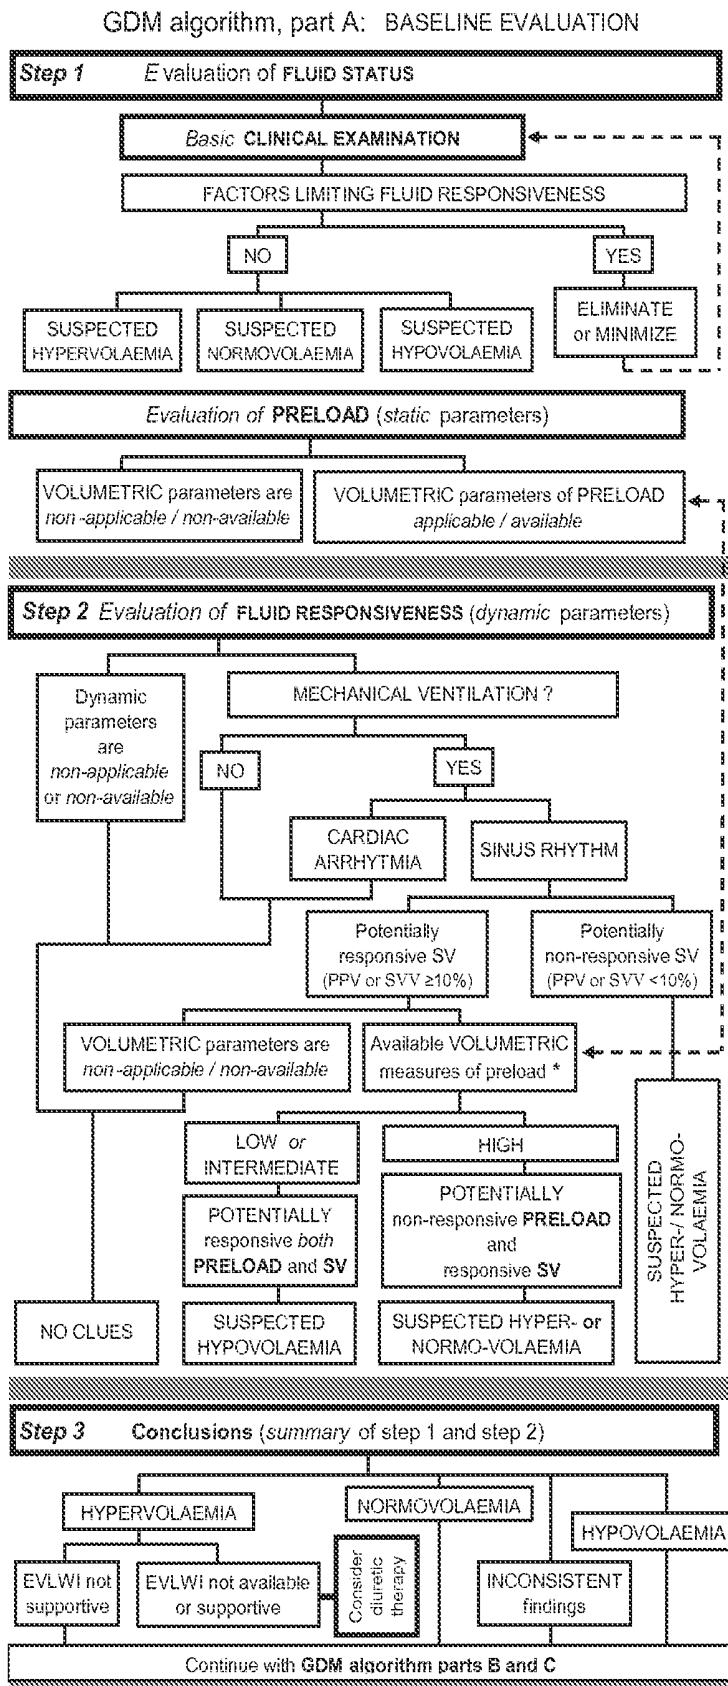 GDM algorithm, part A: BASELINE EVALUATION
Step 1 Evaluation of FLUID STATUS
Basic CLINICAL EXAMINATION
FACTORS LIMITING FLUID RESPONSIVENESS
NO
YES
SUSPECTED
HYPERVOLAEMIA
SUSPECTED
NORMOVOLAEMIA
SUSPECTED
HYPOVOLAEMIA
ELIMINATE
or MINIMIZE
Evaluation of PRELOAD (static parameters)
VOLUMETRIC parameters are
non-applicable / non-available
VOLUMETRIC parameters of PRELOAD
applicable / available
Step 2 Evaluation of FLUID RESPONSIVENESS (dynamic parameters)
Dynamic
parameters
are
non-applicable
or non-available
MECHANICAL VENTILATION ?
NO
YES
CARDIAC
ARRHYTMIA
SINUS RHYTHM
Potentially
responsive SV
(PPV or SVV ≥10%)
Potentially
non-responsive SV
(PPV or SVV <10%)
VOLUMETRIC parameters are
non-applicable / non-available
Available VOLUMETRIC
measures of preload *
LOW or
INTERMEDIATE
HIGH
POTENTIALLY
responsive both
PRELOAD and SV
POTENTIALLY
non-responsive PRELOAD
and
responsive SV
SUSPECTED
HYPER-/ NORMO-
VOLAEMIA
NO CLUES
SUSPECTED
HYPOVOLAEMIA
SUSPECTED HYPER- or
NORMO-VOLAEMIA
Step 3 Conclusions (summary of step 1 and step 2)
HYPERVOLAEMIA
NORMOVOLAEMIA
HYPOVOLAEMIA
EVLWI not
supportive
EVLWI not available
or supportive
Consider
diuretic
therapy
INCONSISTENT
findings
Continue with GDM algorithm parts B and C